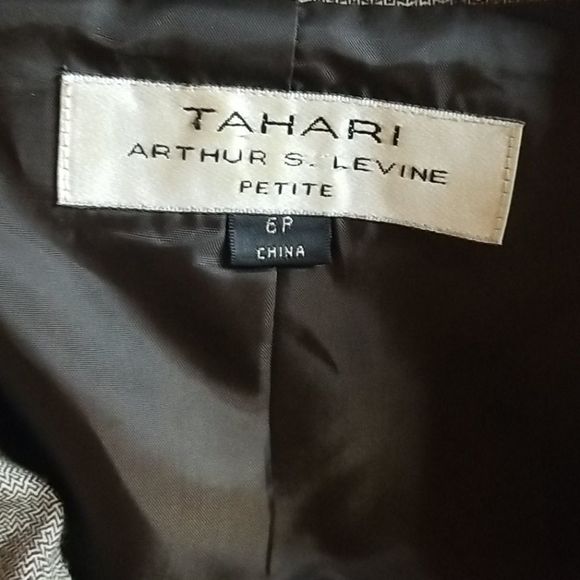 TAHARI
ARTHUR S. LEVINE
PETITE
6P
CHINA